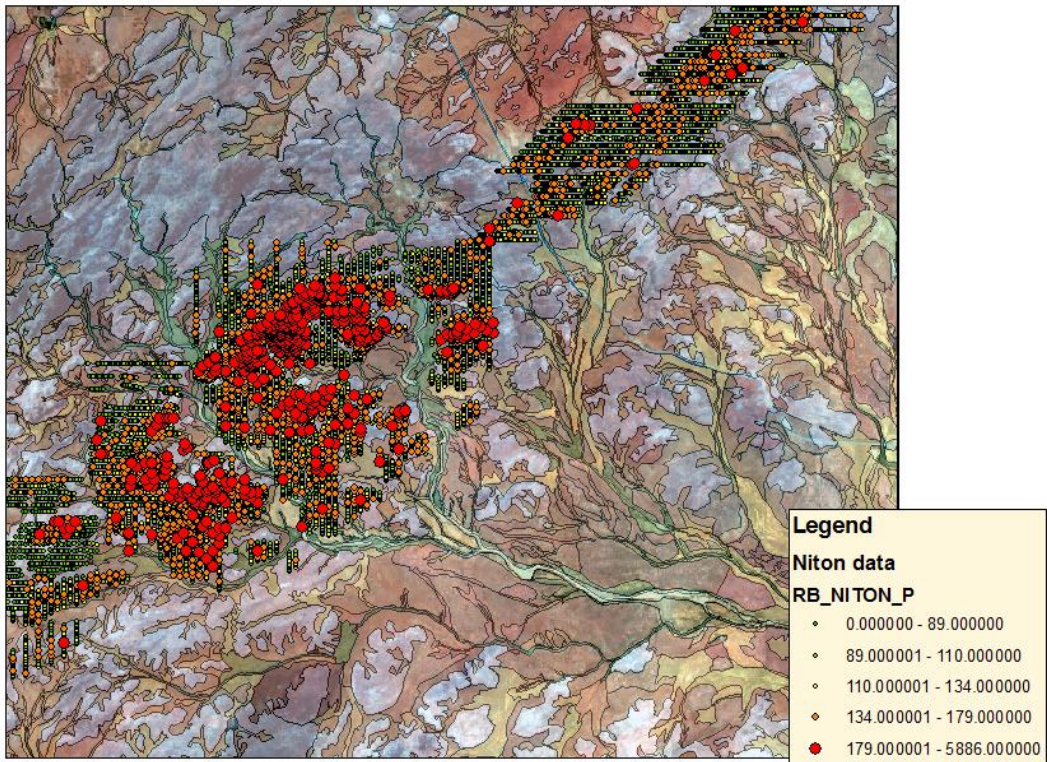 Legend
Niton data
RB_NITON_P
0.000000 - 89.000000
89.000001 - 110.000000
110.000001 - 134.000000
134.000001 - 179.000000
179.000001 - 5886.000000